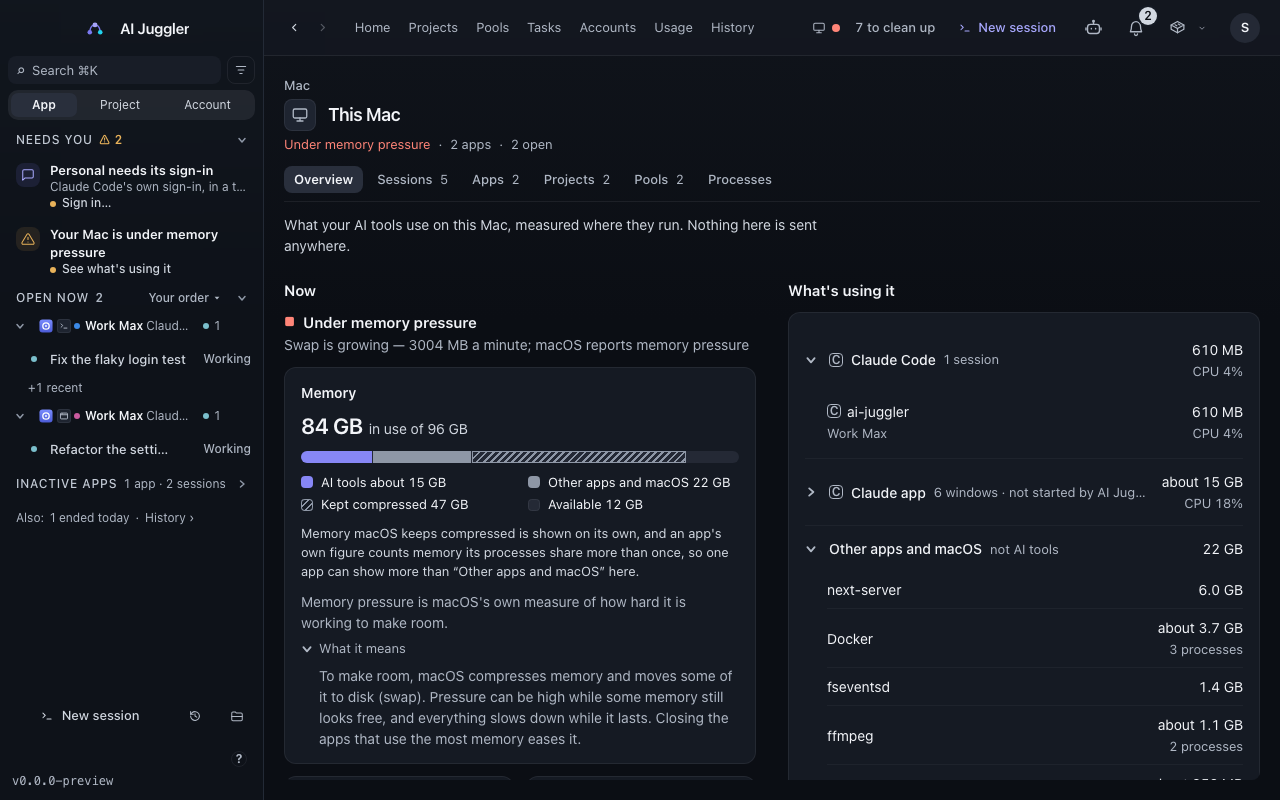 AI Juggler
Search ⌘K
App Project Account
NEEDS YOU 2
Personal needs its sign-in
Claude Code's own sign-in, in a t…
Sign in…
Your Mac is under memory
pressure
See what's using it
OPEN NOW 2 Your order
Work Max Claud… 1
Fix the flaky login test Working
+1 recent
Work Max Claud… 1
Refactor the setti… Working
INACTIVE APPS 1 app · 2 sessions
Also: 1 ended today · History ›
New session
?
v0.0.0-preview
Home Projects Pools Tasks Accounts Usage History
7 to clean up
New session
2
S
Mac
This Mac
Under memory pressure · 2 apps · 2 open
Overview Sessions 5 Apps 2 Projects 2 Pools 2 Processes
What your AI tools use on this Mac, measured where they run. Nothing here is sent
anywhere.
Now
Under memory pressure
Swap is growing — 3004 MB a minute; macOS reports memory pressure
Memory
84 GB in use of 96 GB
AI tools about 15 GB Other apps and macOS 22 GB
Kept compressed 47 GB Available 12 GB
Memory macOS keeps compressed is shown on its own, and an app's
own figure counts memory its processes share more than once, so one
app can show more than “Other apps and macOS” here.
Memory pressure is macOS's own measure of how hard it is
working to make room.
What it means
To make room, macOS compresses memory and moves some of
it to disk (swap). Pressure can be high while some memory still
looks free, and everything slows down while it lasts. Closing the
apps that use the most memory eases it.
What's using it
C Claude Code 1 session 610 MB
CPU 4%
C ai-juggler 610 MB
Work Max CPU 4%
C Claude app 6 windows · not started by AI Jug… about 15 GB
CPU 18%
Other apps and macOS not AI tools 22 GB
next-server 6.0 GB
Docker about 3.7 GB
3 processes
fseventsd 1.4 GB
ffmpeg about 1.1 GB
2 processes